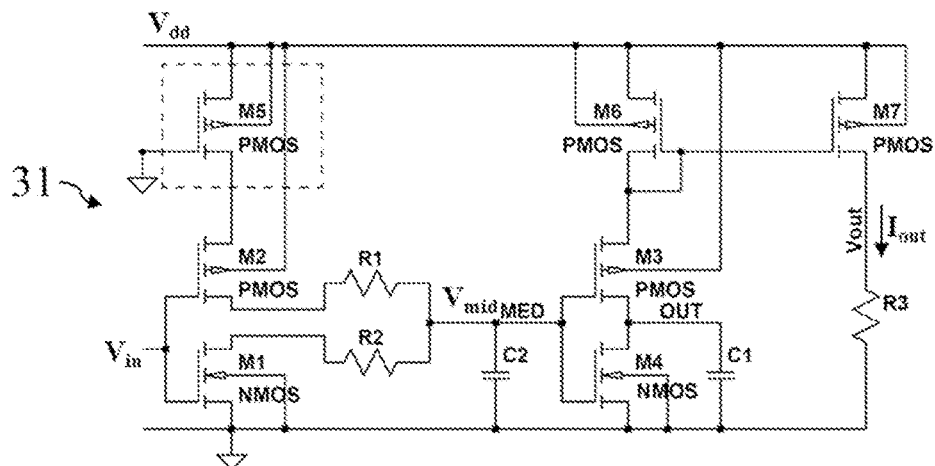 Vdd
M5
PMOS
M6
PMOS
M7
PMOS
31
M2
PMOS
R1
Vmid
MED
M3
PMOS
OUT
Vout
Iout
R3
Vin
R2
M1
NMOS
C2
M4
NMOS
C1